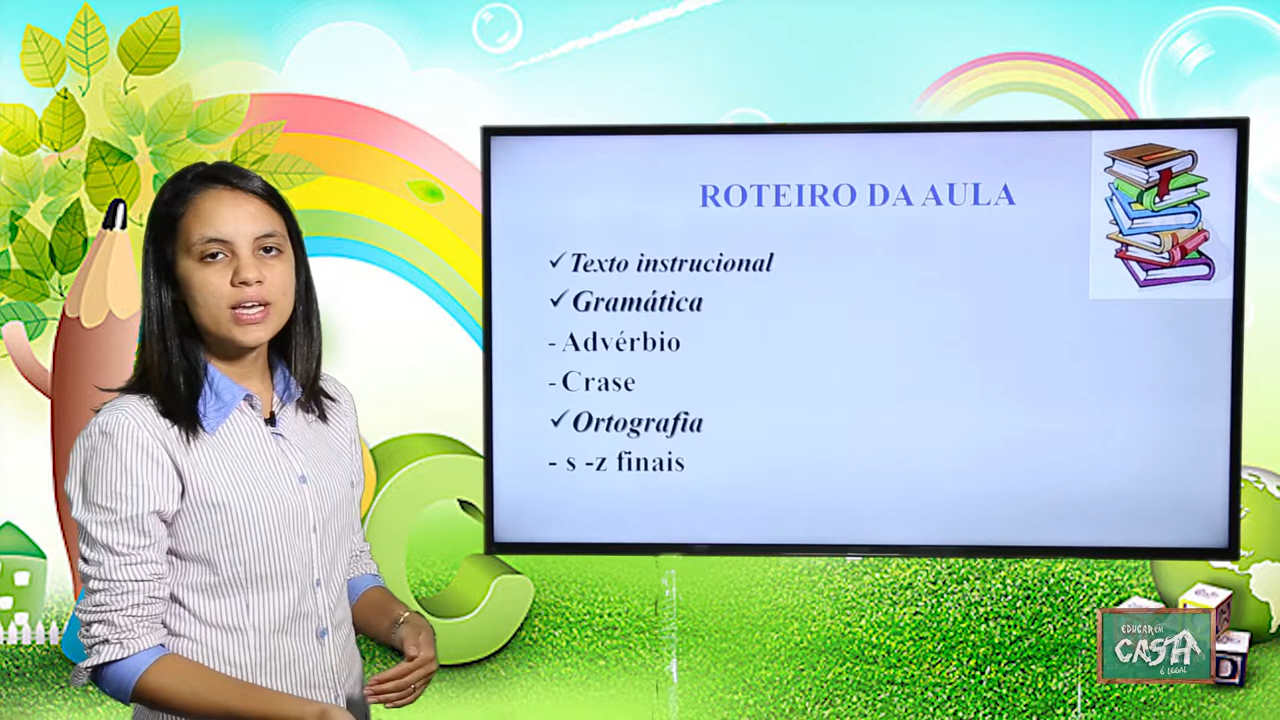 ROTEIRO DA AULA
✓ Texto instrucional
✓ Gramática
- Advérbio
- Crase
✓ Ortografia
- s -z finais
EDUCAR EM
CASA
É LEGAL